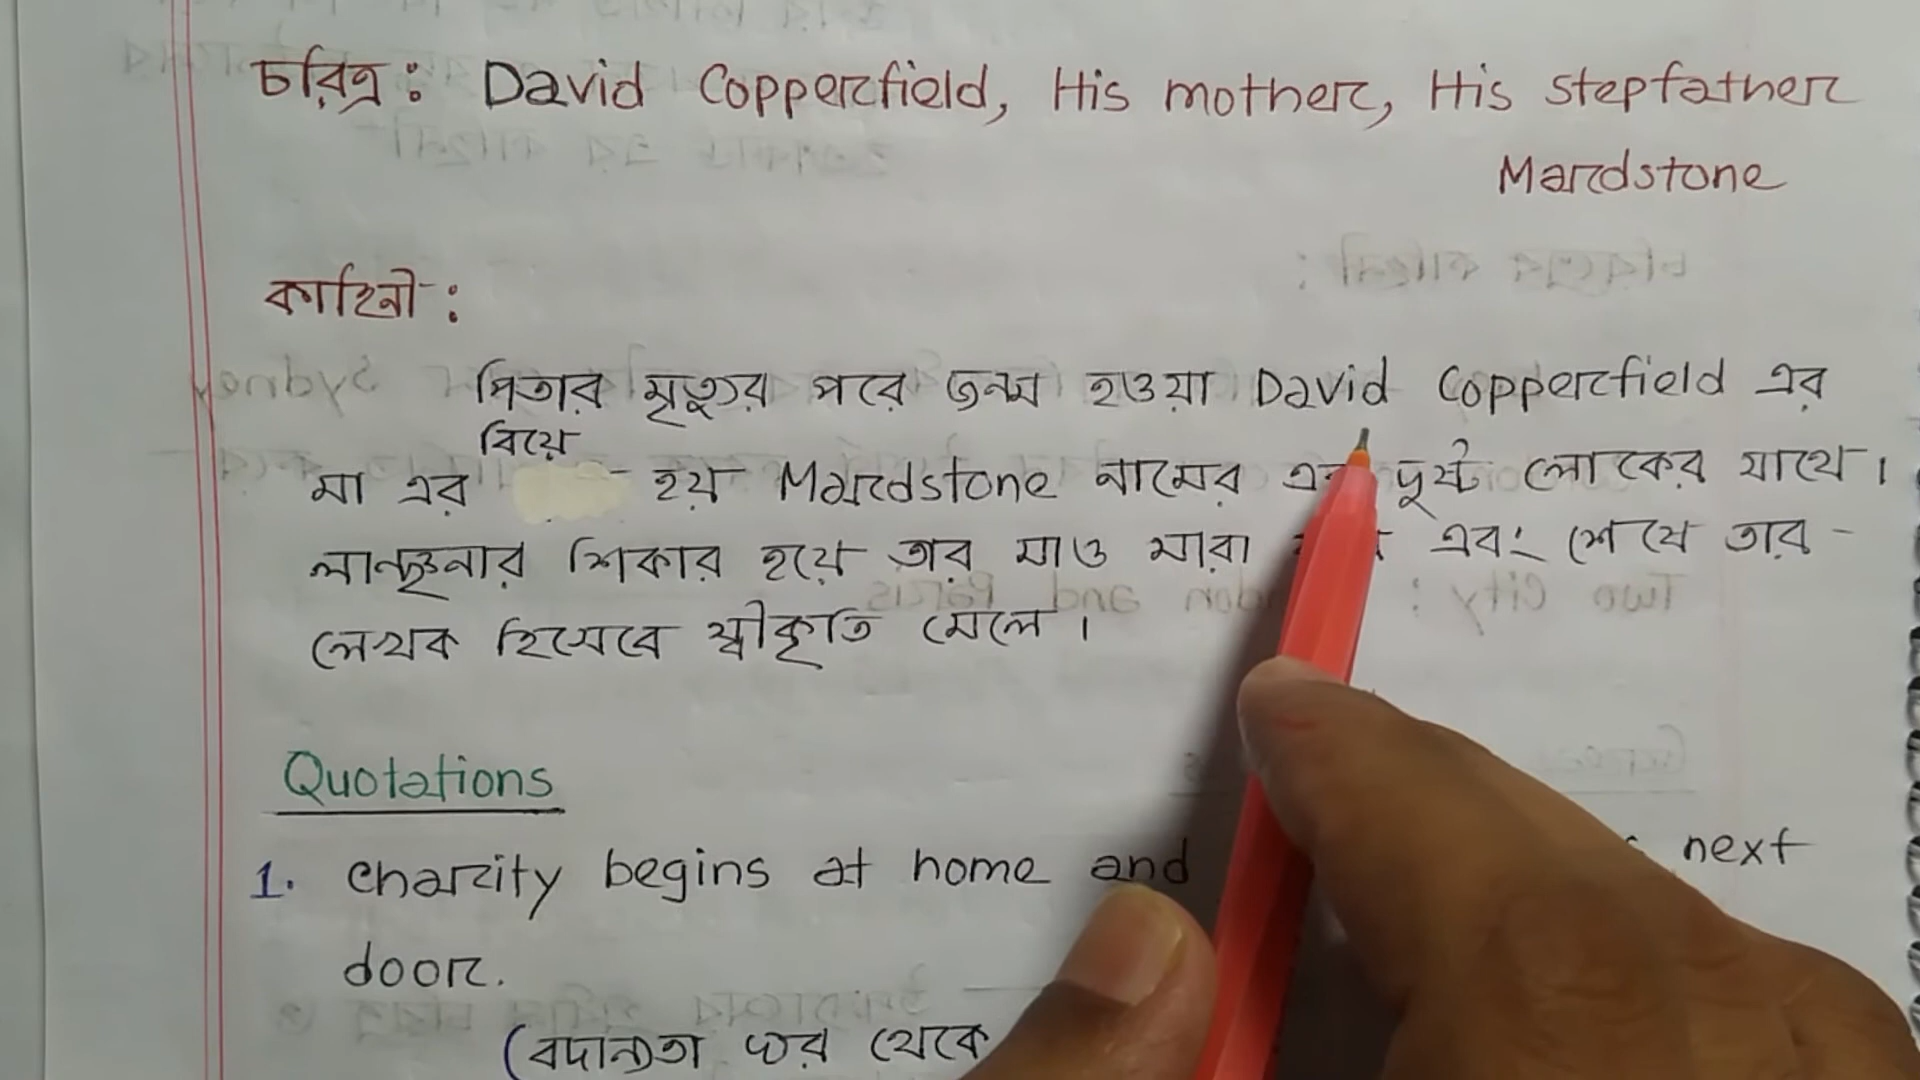 চরিত্র : David Copperfield, His mother, His stepfather
Mardstone
কাহিনী :
পিতার মৃত্যুর পরে জন্ম হওয়া David Copperfield এর
বিয়ে
মা এর হয় Mardstone নামের দুষ্ট লোকের সাথে।
লাঞ্ছনার শিকার হয়ে তার মাও মারা এবং শেষে তার -
লেখক হিসেবে স্বীকৃতি মেলে।
Quotations
1. charity begins at home and next
door.
(বদান্যতা ঘর থেকে